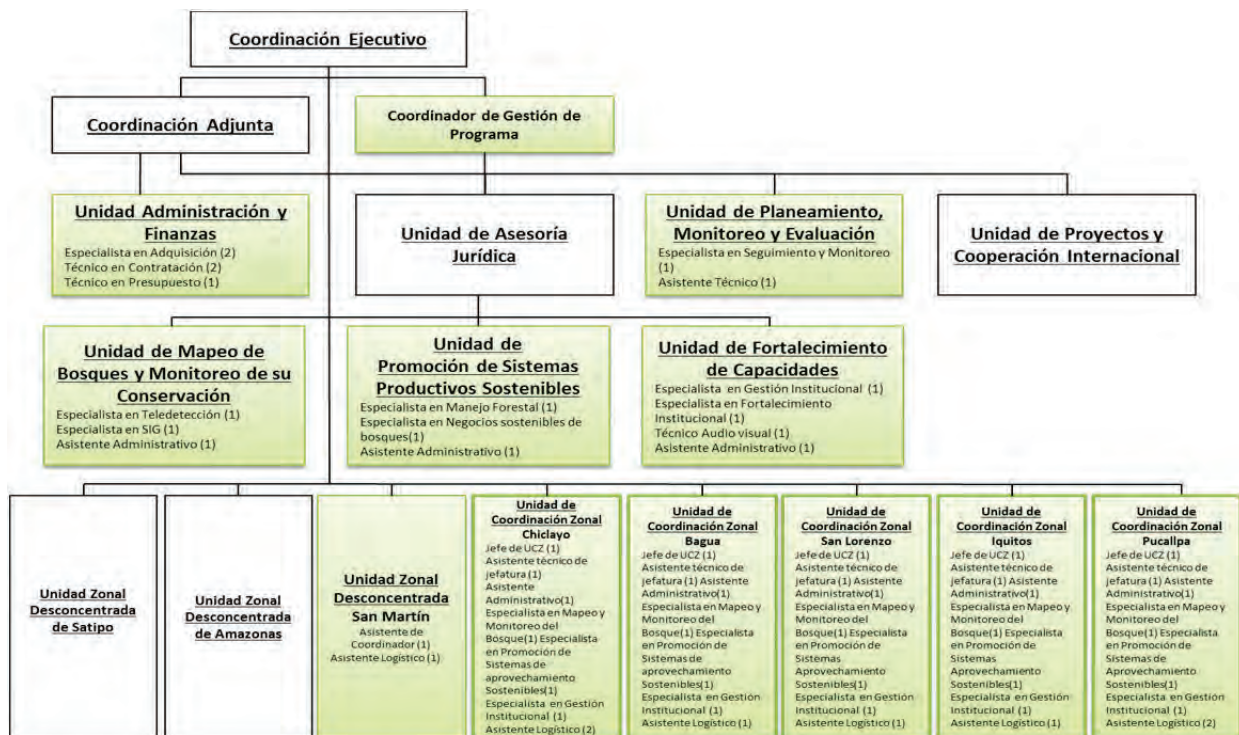 Coordinación Ejecutivo
Coordinación Adjunta
Coordinador de Gestión de
Programa
Unidad Administración y
Finanzas
Especialista en Adquisición (2)
Técnico en Contratación (2)
Técnico en Presupuesto (1)
Unidad de Asesoría
Jurídica
Unidad de Planeamiento,
Monitoreo y Evaluación
Especialista en Seguimiento y Monitoreo
(1)
Asistente Técnico (1)
Unidad de Proyectos y
Cooperación Internacional
Unidad de Mapeo de
Bosques y Monitoreo de su
Conservación
Especialista en Teledetección (1)
Especialista en SIG (1)
Asistente Administrativo (1)
Unidad de
Promoción de Sistemas
Productivos Sostenibles
Especialista en Manejo Forestal (1)
Especialista en Negocios sostenibles de
bosques(1)
Asistente Administrativo (1)
Unidad de Fortalecimiento
de Capacidades
Especialista en Gestión Institucional (1)
Especialista en Fortalecimiento
Institucional (1)
Técnico Audio visual (1)
Asistente Administrativo (1)
Unidad Zonal
Desconcentrada
de Satipo
Unidad Zonal
Desconcentrada
de Amazonas
Unidad Zonal
Desconcentrada
San Martín
Asistente de
Coordinador (1)
Asistente Logístico (1)
Unidad de
Coordinación Zonal
Chiclayo
Jefe de UCZ (1)
Asistente técnico de
jefatura (1)
Asistente
Administrativo(1)
Especialista en Mapeo y
Monitoreo del
Bosque(1) Especialista
en Promoción de
Sistemas de
aprovechamiento
Sostenibles(1)
Especialista en Gestión
Institucional (1)
Asistente Logístico (2)
Unidad de
Coordinación Zonal
Bagua
Jefe de UCZ (1)
Asistente técnico de
jefatura (1) Asistente
Administrativo(1)
Especialista en Mapeo y
Monitoreo del
Bosque(1) Especialista
en Promoción de
Sistemas de
aprovechamiento
Sostenibles(1)
Especialista en Gestión
Institucional (1)
Asistente Logístico (1)
Unidad de
Coordinación Zonal
San Lorenzo
Jefe de UCZ (1)
Asistente técnico de
jefatura (1) Asistente
Administrativo(1)
Especialista en Mapeo y
Monitoreo del
Bosque(1) Especialista
en Promoción de
Sistemas
Aprovechamiento
Sostenibles(1)
Especialista en Gestión
Institucional (1)
Asistente Logístico (1)
Unidad de
Coordinación Zonal
Iquitos
Jefe de UCZ (1)
Asistente técnico de
jefatura (1) Asistente
Administrativo(1)
Especialista en Mapeo y
Monitoreo del
Bosque(1) Especialista
en Promoción de
Sistemas
Aprovechamiento
Sostenibles(1)
Especialista en Gestión
Institucional (1)
Asistente Logístico (1)
Unidad de
Coordinación Zonal
Pucallpa
Jefe de UCZ (1)
Asistente técnico de
jefatura (1) Asistente
Administrativo(1)
Especialista en Mapeo y
Monitoreo del
Bosque(1) Especialista
en Promoción de
Sistemas
Aprovechamiento
Sostenibles(1)
Especialista en Gestión
Institucional (1)
Asistente Logístico (2)